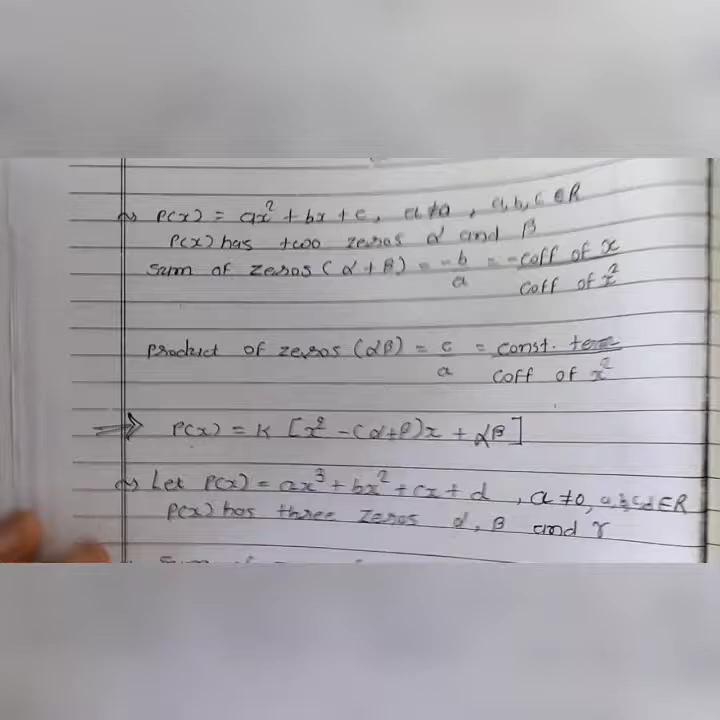 P(x) = ax² + bx + c, a ≠ 0, a, b, c ∈ R
P(x) has two zeros α and β
Sum of zeros (α + β) = -b/a = -coff of x / coff of x²
product of zeros (αβ) = c/a = const. term / coff of x²
⇒ P(x) = K [x² - (α+β)x + αβ]
Let P(x) = ax³ + bx² + cx + d, a ≠ 0, a, b, c, d ∈ R
P(x) has three zeros α, β and γ